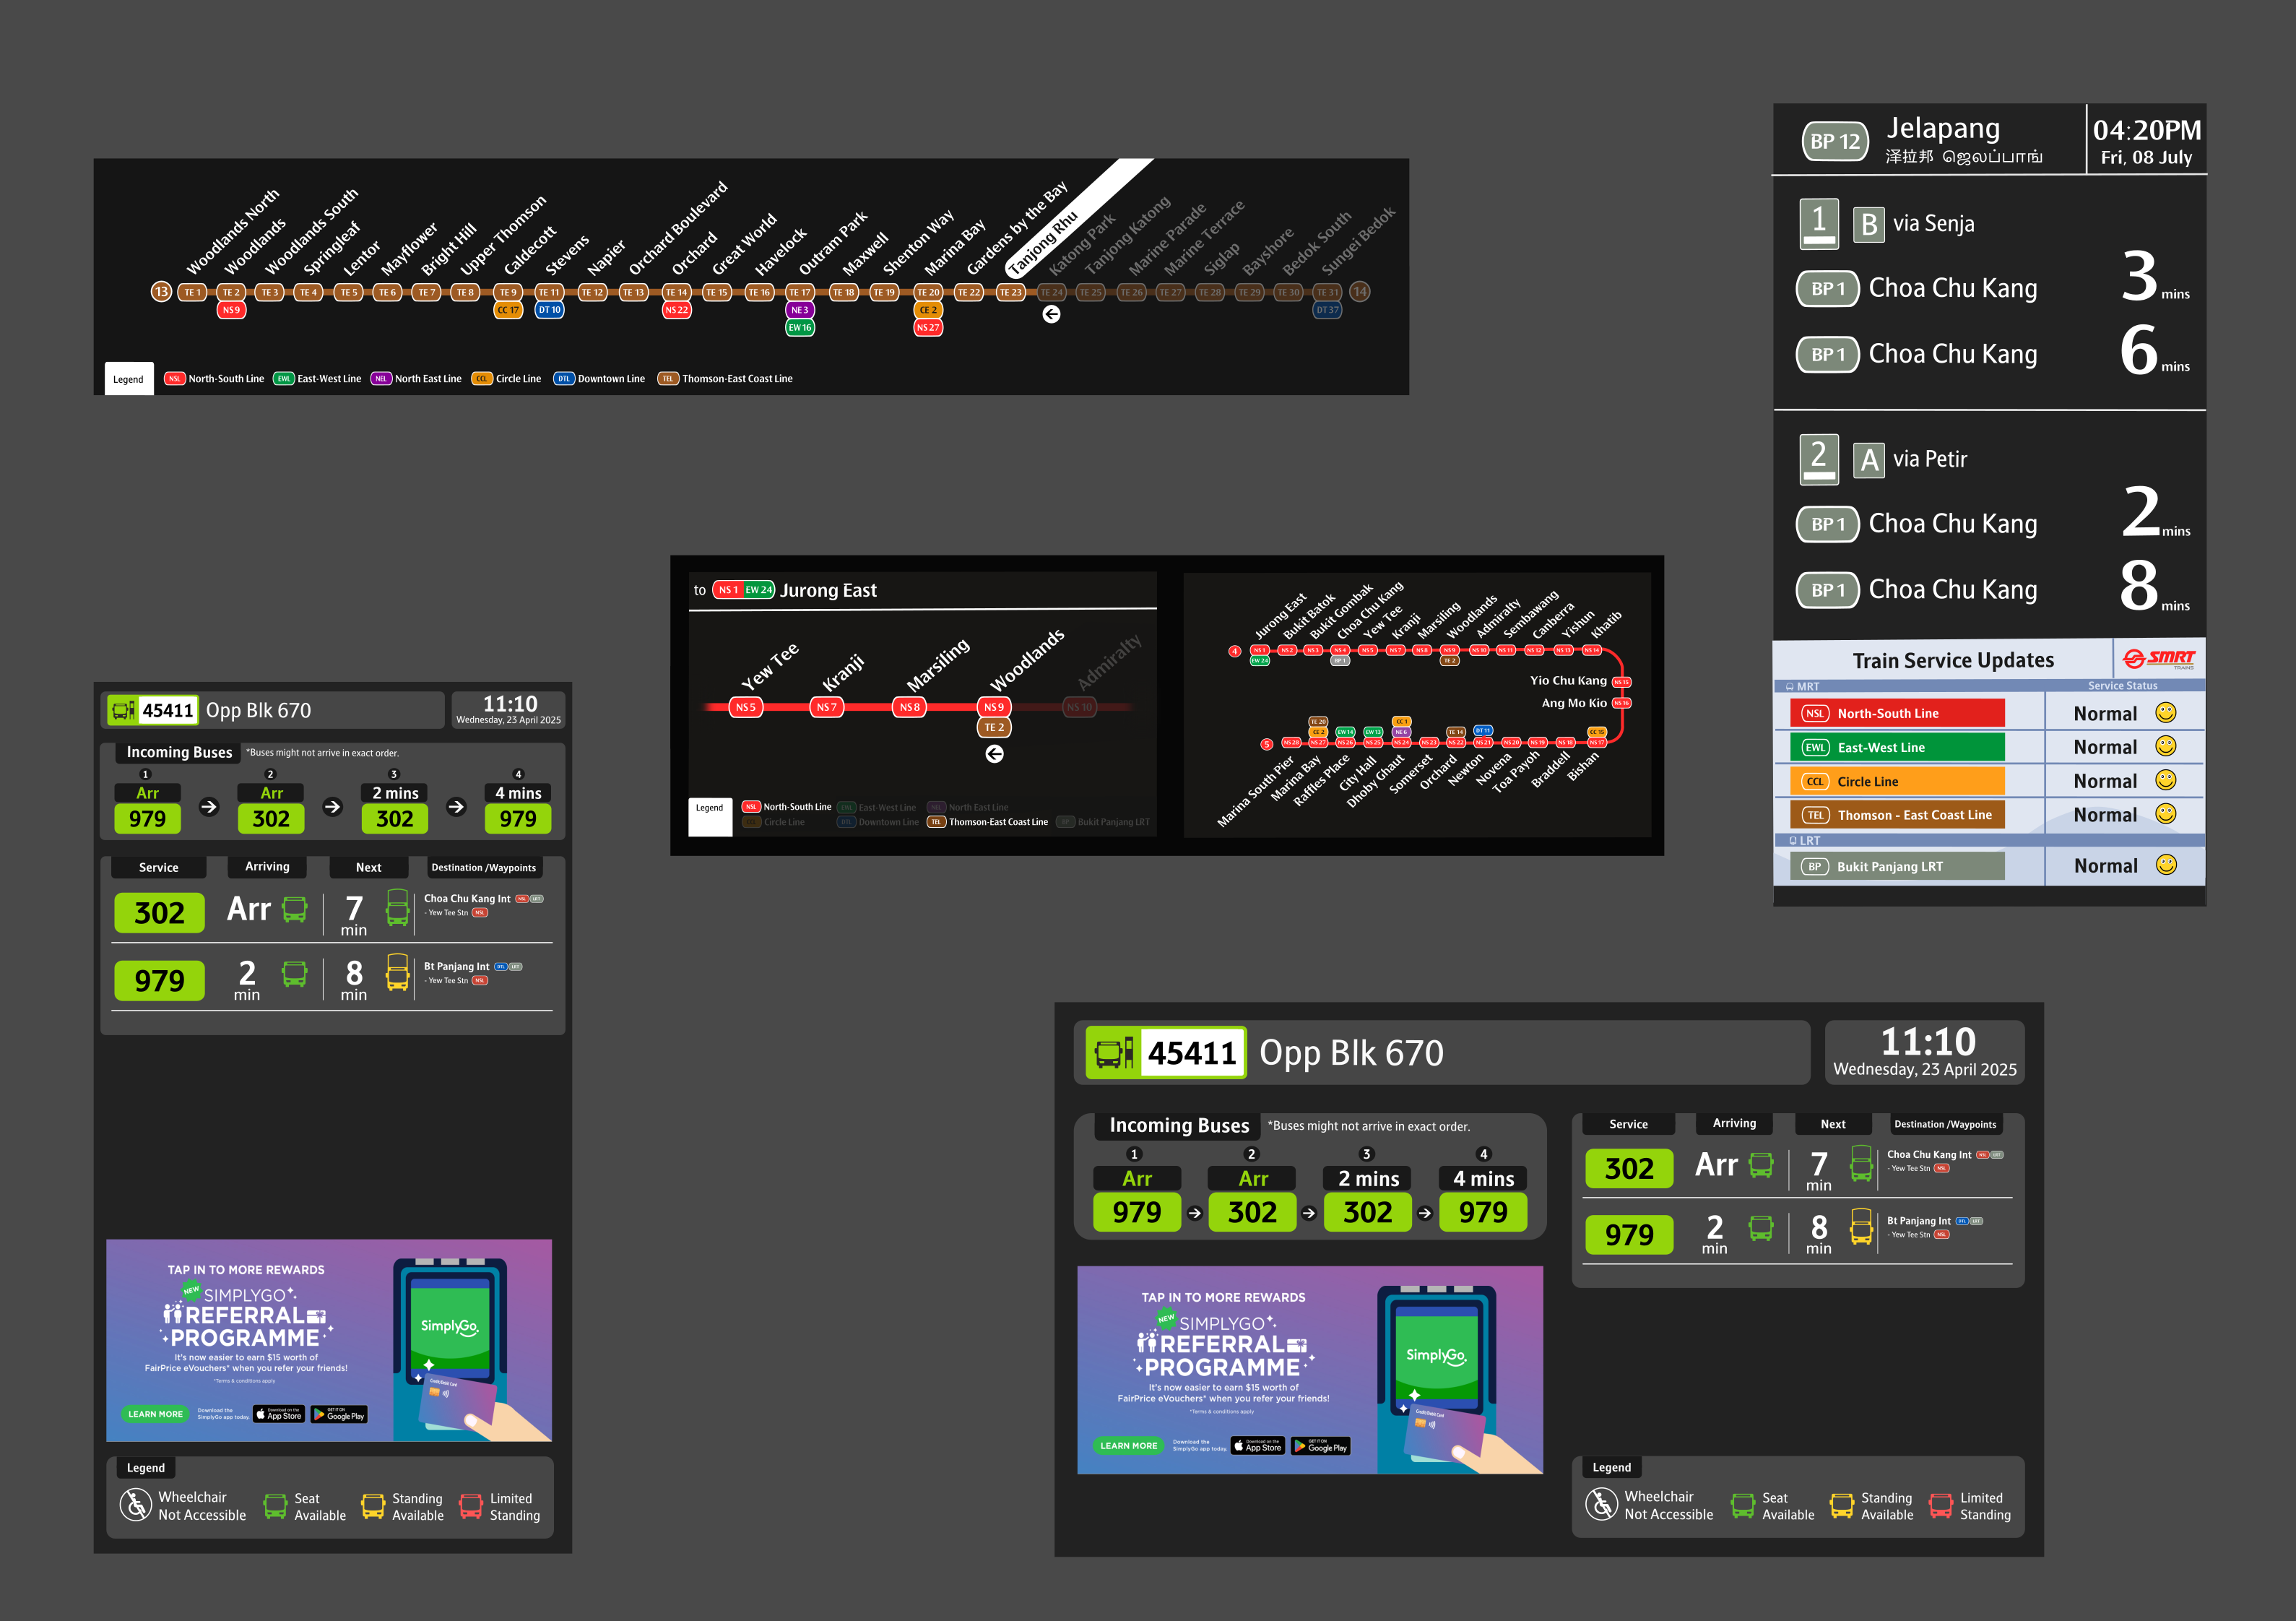 Woodlands North
Woodlands
Woodlands South
Springleaf
Lentor
Mayflower
Bright Hill
Upper Thomson
Caldecott
Stevens
Napier
Orchard Boulevard
Orchard
Great World
Havelock
Outram Park
Maxwell
Shenton Way
Marina Bay
Gardens by the Bay
Tanjong Rhu
Katong Park
Tanjong Katong
Marine Parade
Marine Terrace
Siglap
Bayshore
Bedok South
Sungei Bedok
13 TE 1 TE 2 TE 3 TE 4 TE 5 TE 6 TE 7 TE 8 TE 9 TE 11 TE 12 TE 13 TE 14 TE 15 TE 16 TE 17 TE 18 TE 19 TE 20 TE 22 TE 23 TE 24 TE 25 TE 26 TE 27 TE 28 TE 29 TE 30 TE 31 14
NS 9 CC 17 DT 10 NS 22 NE 3 CE 2 DT 37
EW 16 NS 27
Legend NSL North-South Line EWL East-West Line NEL North East Line CCL Circle Line DTL Downtown Line TEL Thomson-East Coast Line
BP 12 Jelapang
泽拉邦 ஜெலப்பாங்
04:20PM
Fri, 08 July
1 B via Senja
BP 1 Choa Chu Kang 3 mins
BP 1 Choa Chu Kang 6 mins
2 A via Petir
BP 1 Choa Chu Kang 2 mins
BP 1 Choa Chu Kang 8 mins
Train Service Updates SMRT
TRAINS
MRT Service Status
NSL North-South Line Normal
EWL East-West Line Normal
CCL Circle Line Normal
TEL Thomson - East Coast Line Normal
LRT
BP Bukit Panjang LRT Normal
to NS 1 EW 24 Jurong East
Yew Tee
Kranji
Marsiling
Woodlands
Admiralty
NS 5 NS 7 NS 8 NS 9 NS 10
TE 2
Legend NSL North-South Line EWL East-West Line NEL North East Line
CCL Circle Line DTL Downtown Line TEL Thomson-East Coast Line BP Bukit Panjang LRT
Jurong East
Bukit Batok
Bukit Gombak
Choa Chu Kang
Yew Tee
Kranji
Marsiling
Woodlands
Admiralty
Sembawang
Canberra
Yishun
Khatib
4 NS 1 NS 2 NS 3 NS 4 NS 5 NS 7 NS 8 NS 9 NS 10 NS 11 NS 12 NS 13 NS 14
EW 24 BP 1 TE 2
Yio Chu Kang NS 15
Ang Mo Kio NS 16
TE 20 CC 1
CE 2 EW 14 EW 13 NE 6 TE 14 DT 11 CC 15
5 NS 28 NS 27 NS 26 NS 25 NS 24 NS 23 NS 22 NS 21 NS 20 NS 19 NS 18 NS 17
Marina South Pier
Marina Bay
Raffles Place
City Hall
Dhoby Ghaut
Somerset
Orchard
Newton
Novena
Toa Payoh
Braddell
Bishan
45411 Opp Blk 670
11:10
Wednesday, 23 April 2025
Incoming Buses *Buses might not arrive in exact order.
1 2 3 4
Arr Arr 2 mins 4 mins
979 302 302 979
Service Arriving Next Destination /Waypoints
302 Arr 7 min
Choa Chu Kang Int NSL LRT
- Yew Tee Stn NSL
979 2 min 8 min
Bt Panjang Int DTL LRT
- Yew Tee Stn NSL
TAP IN TO MORE REWARDS
NEW SIMPLYGO
REFERRAL
PROGRAMME
It's now easier to earn $15 worth of
FairPrice eVouchers* when you refer your friends!
*Terms & conditions apply
LEARN MORE
Download the
SimplyGo app today.
Download on the
App Store
GET IT ON
Google Play
SimplyGo.
Credit/Debit Card
Legend
Wheelchair
Not Accessible
Seat
Available
Standing
Available
Limited
Standing
45411 Opp Blk 670
11:10
Wednesday, 23 April 2025
Incoming Buses *Buses might not arrive in exact order.
1 2 3 4
Arr Arr 2 mins 4 mins
979 302 302 979
Service Arriving Next Destination /Waypoints
302 Arr 7 min
Choa Chu Kang Int NSL LRT
- Yew Tee Stn NSL
979 2 min 8 min
Bt Panjang Int DTL LRT
- Yew Tee Stn NSL
TAP IN TO MORE REWARDS
NEW SIMPLYGO
REFERRAL
PROGRAMME
It's now easier to earn $15 worth of
FairPrice eVouchers* when you refer your friends!
*Terms & conditions apply
LEARN MORE
Download the
SimplyGo app today.
Download on the
App Store
GET IT ON
Google Play
SimplyGo.
Credit/Debit Card
Legend
Wheelchair
Not Accessible
Seat
Available
Standing
Available
Limited
Standing